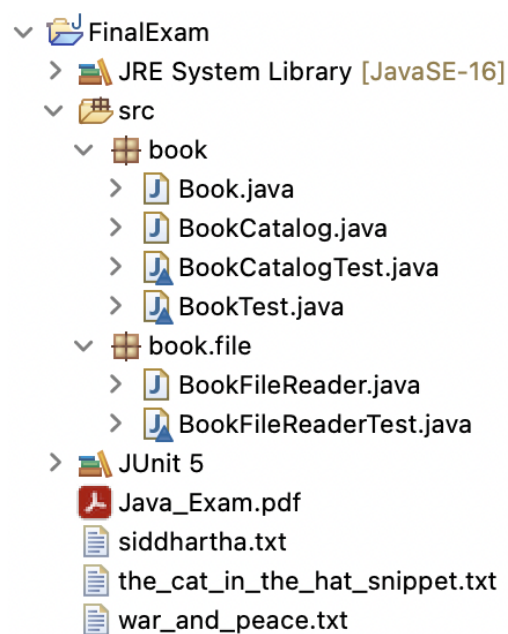 FinalExam
JRE System Library [JavaSE-16]
src
book
Book.java
BookCatalog.java
BookCatalogTest.java
BookTest.java
book.file
BookFileReader.java
BookFileReaderTest.java
JUnit 5
Java_Exam.pdf
siddhartha.txt
the_cat_in_the_hat_snippet.txt
war_and_peace.txt